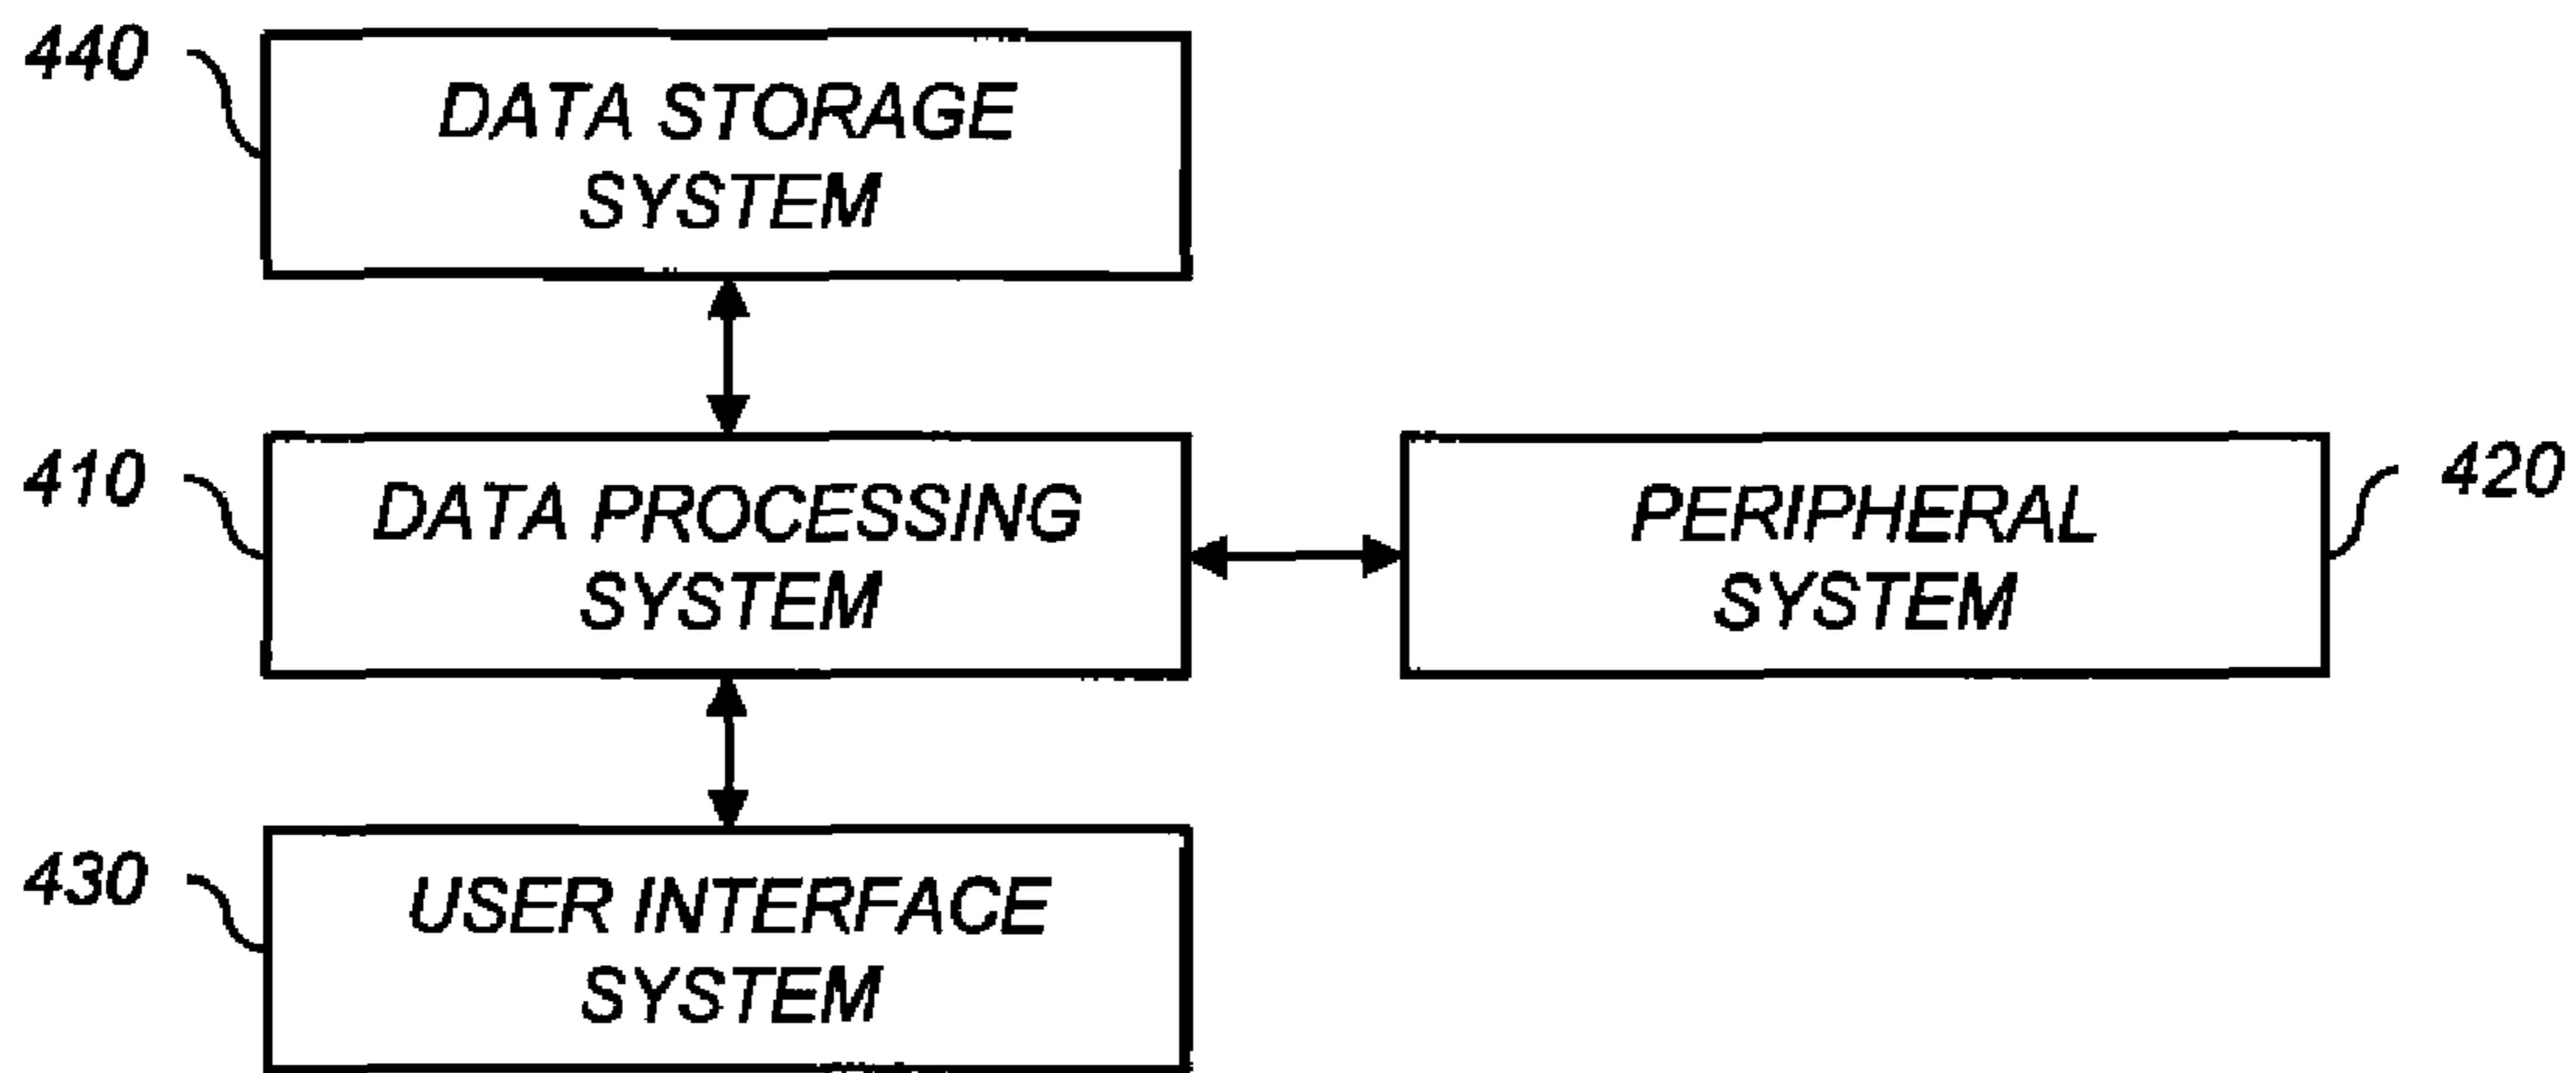 440
DATA STORAGE
SYSTEM
410
DATA PROCESSING
SYSTEM
PERIPHERAL
SYSTEM
420
430
USER INTERFACE
SYSTEM